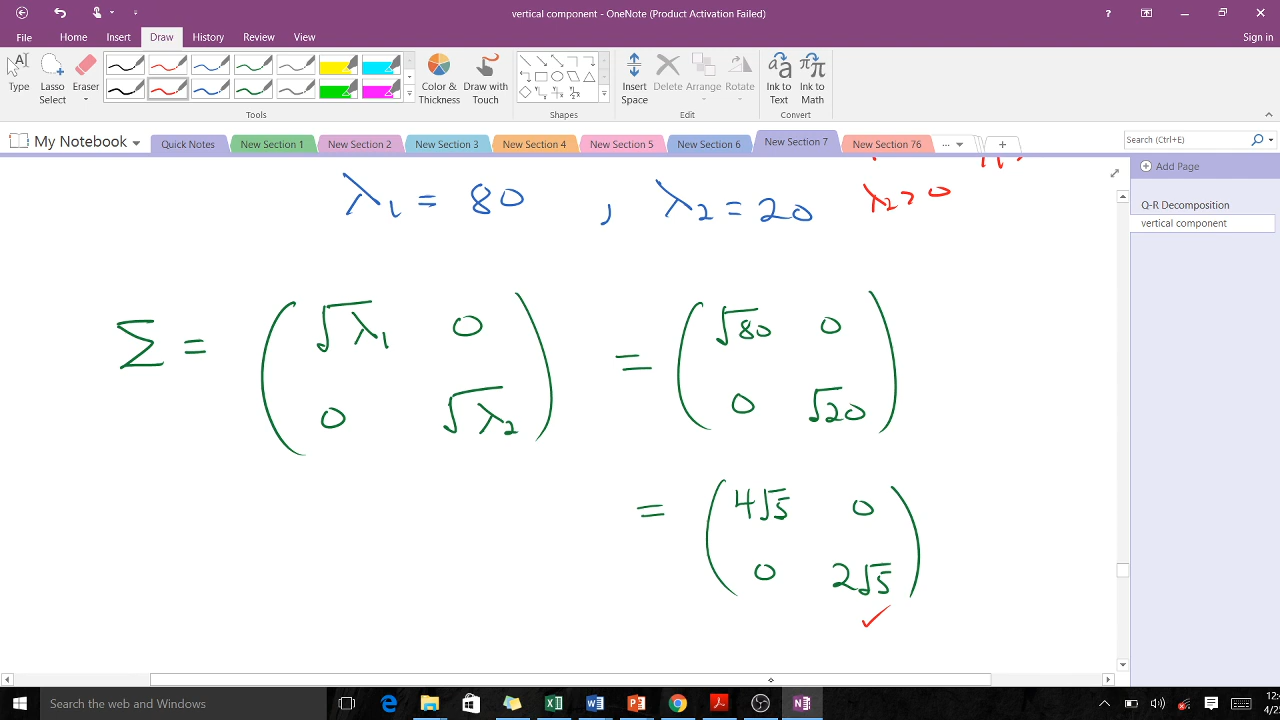 vertical component - OneNote (Product Activation Failed)
File Home Insert Draw History Review View Sign in
Type
Lasso Select
Eraser
Color & Thickness
Draw with Touch
Insert Space
Delete
Arrange
Rotate
Ink to Text
Ink to Math
Tools Shapes Edit Convert
My Notebook Quick Notes New Section 1 New Section 2 New Section 3 New Section 4 New Section 5 New Section 6 New Section 7 New Section 76 ... Search (Ctrl+E)
Add Page
Q-R Decomposition
vertical component
λ₁ = 80 , λ₂ = 20
Σ = ( √λ₁ 0 ) = ( √80 0 )
( 0 √λ₂ ) ( 0 √20 )
= ( 4√5 0 )
( 0 2√5 )
✓
Search the web and Windows